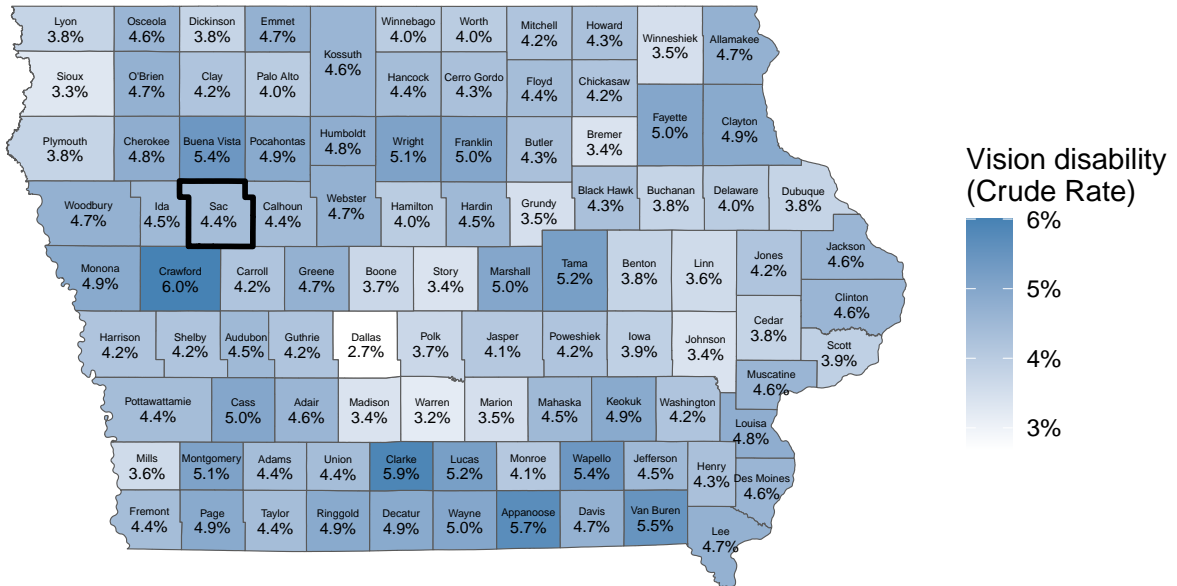 Lyon
3.8%
Osceola
4.6%
Dickinson
3.8%
Emmet
4.7%
Kossuth
4.6%
Winnebago
4.0%
Worth
4.0%
Mitchell
4.2%
Howard
4.3%
Winneshiek
3.5%
Allamakee
4.7%
Sioux
3.3%
O'Brien
4.7%
Clay
4.2%
Palo Alto
4.0%
Hancock
4.4%
Cerro Gordo
4.3%
Floyd
4.4%
Chickasaw
4.2%
Fayette
5.0%
Clayton
4.9%
Plymouth
3.8%
Cherokee
4.8%
Buena Vista
5.4%
Pocahontas
4.9%
Humboldt
4.8%
Wright
5.1%
Franklin
5.0%
Butler
4.3%
Bremer
3.4%
Woodbury
4.7%
Ida
4.5%
Sac
4.4%
Calhoun
4.4%
Webster
4.7%
Hamilton
4.0%
Hardin
4.5%
Grundy
3.5%
Black Hawk
4.3%
Buchanan
3.8%
Delaware
4.0%
Dubuque
3.8%
Monona
4.9%
Crawford
6.0%
Carroll
4.2%
Greene
4.7%
Boone
3.7%
Story
3.4%
Marshall
5.0%
Tama
5.2%
Benton
3.8%
Linn
3.6%
Jones
4.2%
Jackson
4.6%
Clinton
4.6%
Harrison
4.2%
Shelby
4.2%
Audubon
4.5%
Guthrie
4.2%
Dallas
2.7%
Polk
3.7%
Jasper
4.1%
Poweshiek
4.2%
Iowa
3.9%
Johnson
3.4%
Cedar
3.8%
Scott
3.9%
Muscatine
4.6%
Pottawattamie
4.4%
Cass
5.0%
Adair
4.6%
Madison
3.4%
Warren
3.2%
Marion
3.5%
Mahaska
4.5%
Keokuk
4.9%
Washington
4.2%
Louisa
4.8%
Mills
3.6%
Montgomery
5.1%
Adams
4.4%
Union
4.4%
Clarke
5.9%
Lucas
5.2%
Monroe
4.1%
Wapello
5.4%
Jefferson
4.5%
Henry
4.3%
Des Moines
4.6%
Fremont
4.4%
Page
4.9%
Taylor
4.4%
Ringgold
4.9%
Decatur
4.9%
Wayne
5.0%
Appanoose
5.7%
Davis
4.7%
Van Buren
5.5%
Lee
4.7%
Vision disability
(Crude Rate)
6%
5%
4%
3%